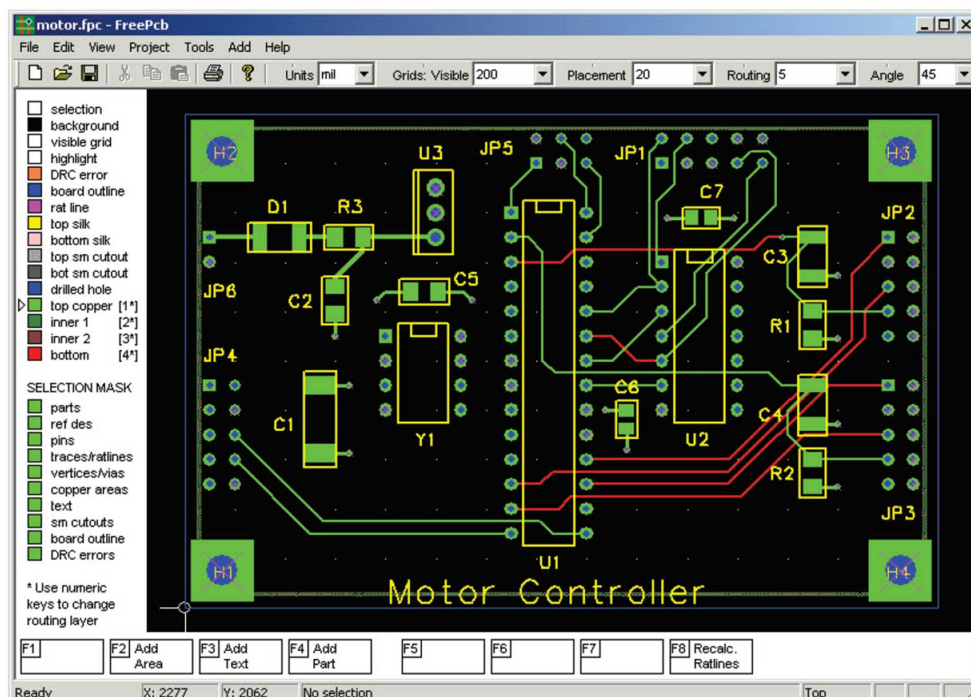 motor.fpc - FreePcb
File Edit View Project Tools Add Help
Units mil Grids: Visible 200 Placement 20 Routing 5 Angle 45
selection
background
visible grid
highlight
DRC error
board outline
rat line
top silk
bottom silk
top sm cutout
bot sm cutout
drilled hole
top copper [1*]
inner 1 [2*]
inner 2 [3*]
bottom [4*]
SELECTION MASK
parts
ref des
pins
traces/ratlines
vertices/vias
copper areas
text
sm cutouts
board outline
DRC errors
* Use numeric
keys to change
routing layer
H2
U3
JP5
JP1
H3
D1
R3
C7
JP2
C3
JP6
C2
C5
R1
JP4
C1
Y1
C6
U2
C4
R2
JP3
U1
H1
H4
Motor Controller
F1
F2 Add
Area
F3 Add
Text
F4 Add
Part
F5
F6
F7
F8 Recalc.
Ratlines
Ready X: 2277 Y: 2062 No selection Top